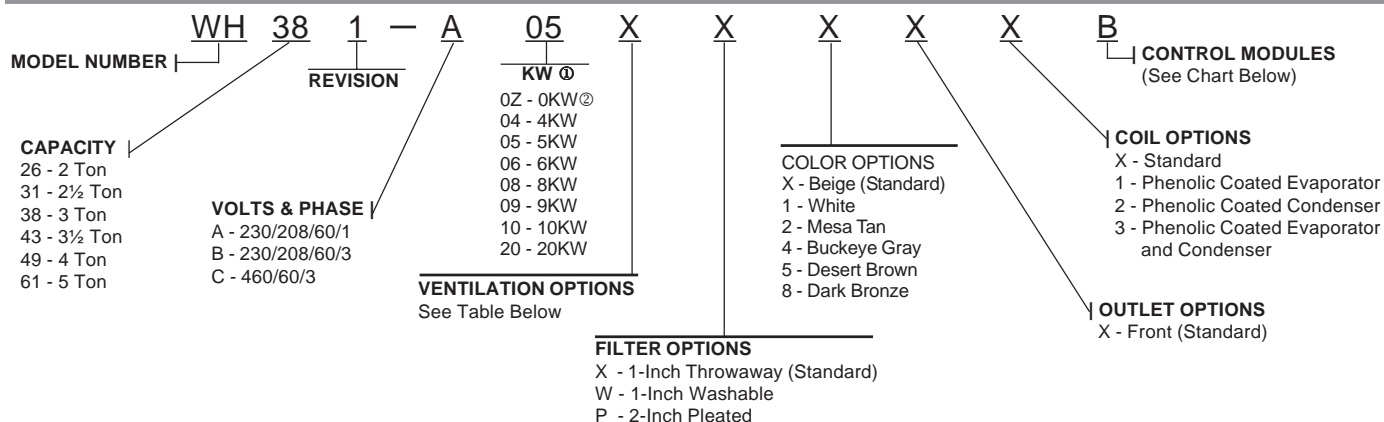 WH 38 1 – A 05 X X X X X B
MODEL NUMBER
REVISION
KW ①
0Z - 0KW②
04 - 4KW
05 - 5KW
06 - 6KW
08 - 8KW
09 - 9KW
10 - 10KW
20 - 20KW
CONTROL MODULES
(See Chart Below)
CAPACITY
26 - 2 Ton
31 - 2½ Ton
38 - 3 Ton
43 - 3½ Ton
49 - 4 Ton
61 - 5 Ton
VOLTS & PHASE
A - 230/208/60/1
B - 230/208/60/3
C - 460/60/3
VENTILATION OPTIONS
See Table Below
FILTER OPTIONS
X - 1-Inch Throwaway (Standard)
W - 1-Inch Washable
P - 2-Inch Pleated
COLOR OPTIONS
X - Beige (Standard)
1 - White
2 - Mesa Tan
4 - Buckeye Gray
5 - Desert Brown
8 - Dark Bronze
COIL OPTIONS
X - Standard
1 - Phenolic Coated Evaporator
2 - Phenolic Coated Condenser
3 - Phenolic Coated Evaporator
and Condenser
OUTLET OPTIONS
X - Front (Standard)